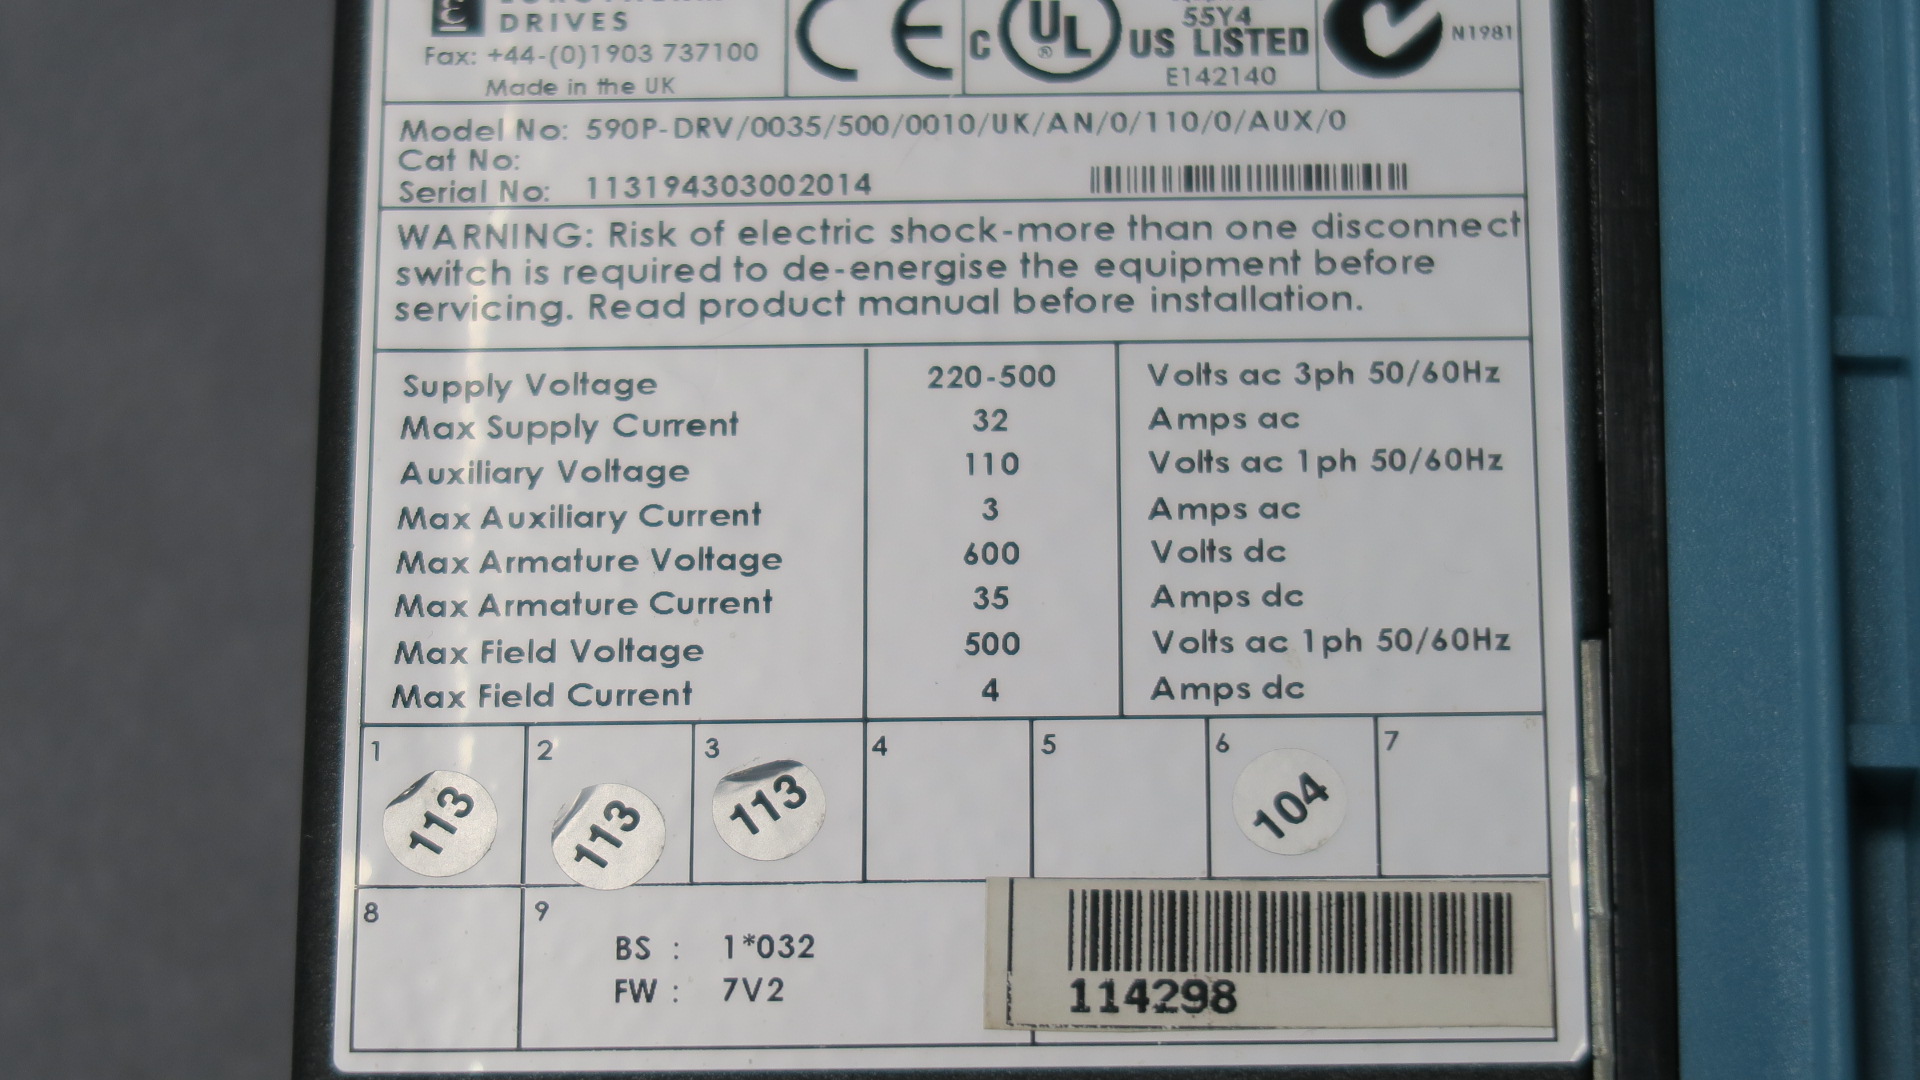 DRIVES
Fax: +44-(0)1903 737100
Made in the UK
CE
C UL ® US LISTED
55Y4
E142140
N1981
Model No: 590P-DRV/0035/500/0010/UK/AN/0/110/0/AUX/0
Cat No:
Serial No: 113194303002014
WARNING: Risk of electric shock-more than one disconnect
switch is required to de-energise the equipment before
servicing. Read product manual before installation.
Supply Voltage 220-500 Volts ac 3ph 50/60Hz
Max Supply Current 32 Amps ac
Auxiliary Voltage 110 Volts ac 1ph 50/60Hz
Max Auxiliary Current 3 Amps ac
Max Armature Voltage 600 Volts dc
Max Armature Current 35 Amps dc
Max Field Voltage 500 Volts ac 1ph 50/60Hz
Max Field Current 4 Amps dc
1 2 3 4 5 6 7
113 113 113 104
8 9
BS : 1*032
FW : 7V2
114298